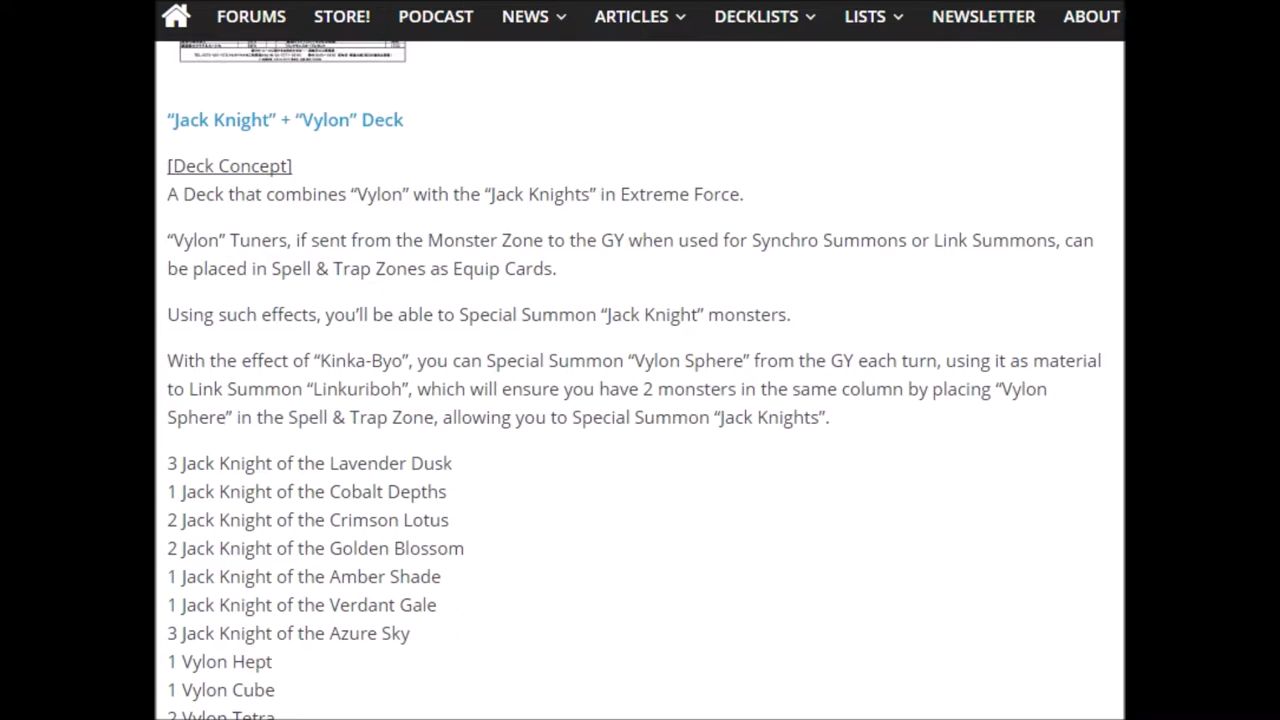 FORUMS STORE! PODCAST NEWS ARTICLES DECKLISTS LISTS NEWSLETTER ABOUT
“Jack Knight” + “Vylon” Deck
[Deck Concept]
A Deck that combines “Vylon” with the “Jack Knights” in Extreme Force.
“Vylon” Tuners, if sent from the Monster Zone to the GY when used for Synchro Summons or Link Summons, can
be placed in Spell & Trap Zones as Equip Cards.
Using such effects, you’ll be able to Special Summon “Jack Knight” monsters.
With the effect of “Kinka-Byo”, you can Special Summon “Vylon Sphere” from the GY each turn, using it as material
to Link Summon “Linkuriboh”, which will ensure you have 2 monsters in the same column by placing “Vylon
Sphere” in the Spell & Trap Zone, allowing you to Special Summon “Jack Knights”.
3 Jack Knight of the Lavender Dusk
1 Jack Knight of the Cobalt Depths
2 Jack Knight of the Crimson Lotus
2 Jack Knight of the Golden Blossom
1 Jack Knight of the Amber Shade
1 Jack Knight of the Verdant Gale
3 Jack Knight of the Azure Sky
1 Vylon Hept
1 Vylon Cube
2 Vylon Tetra